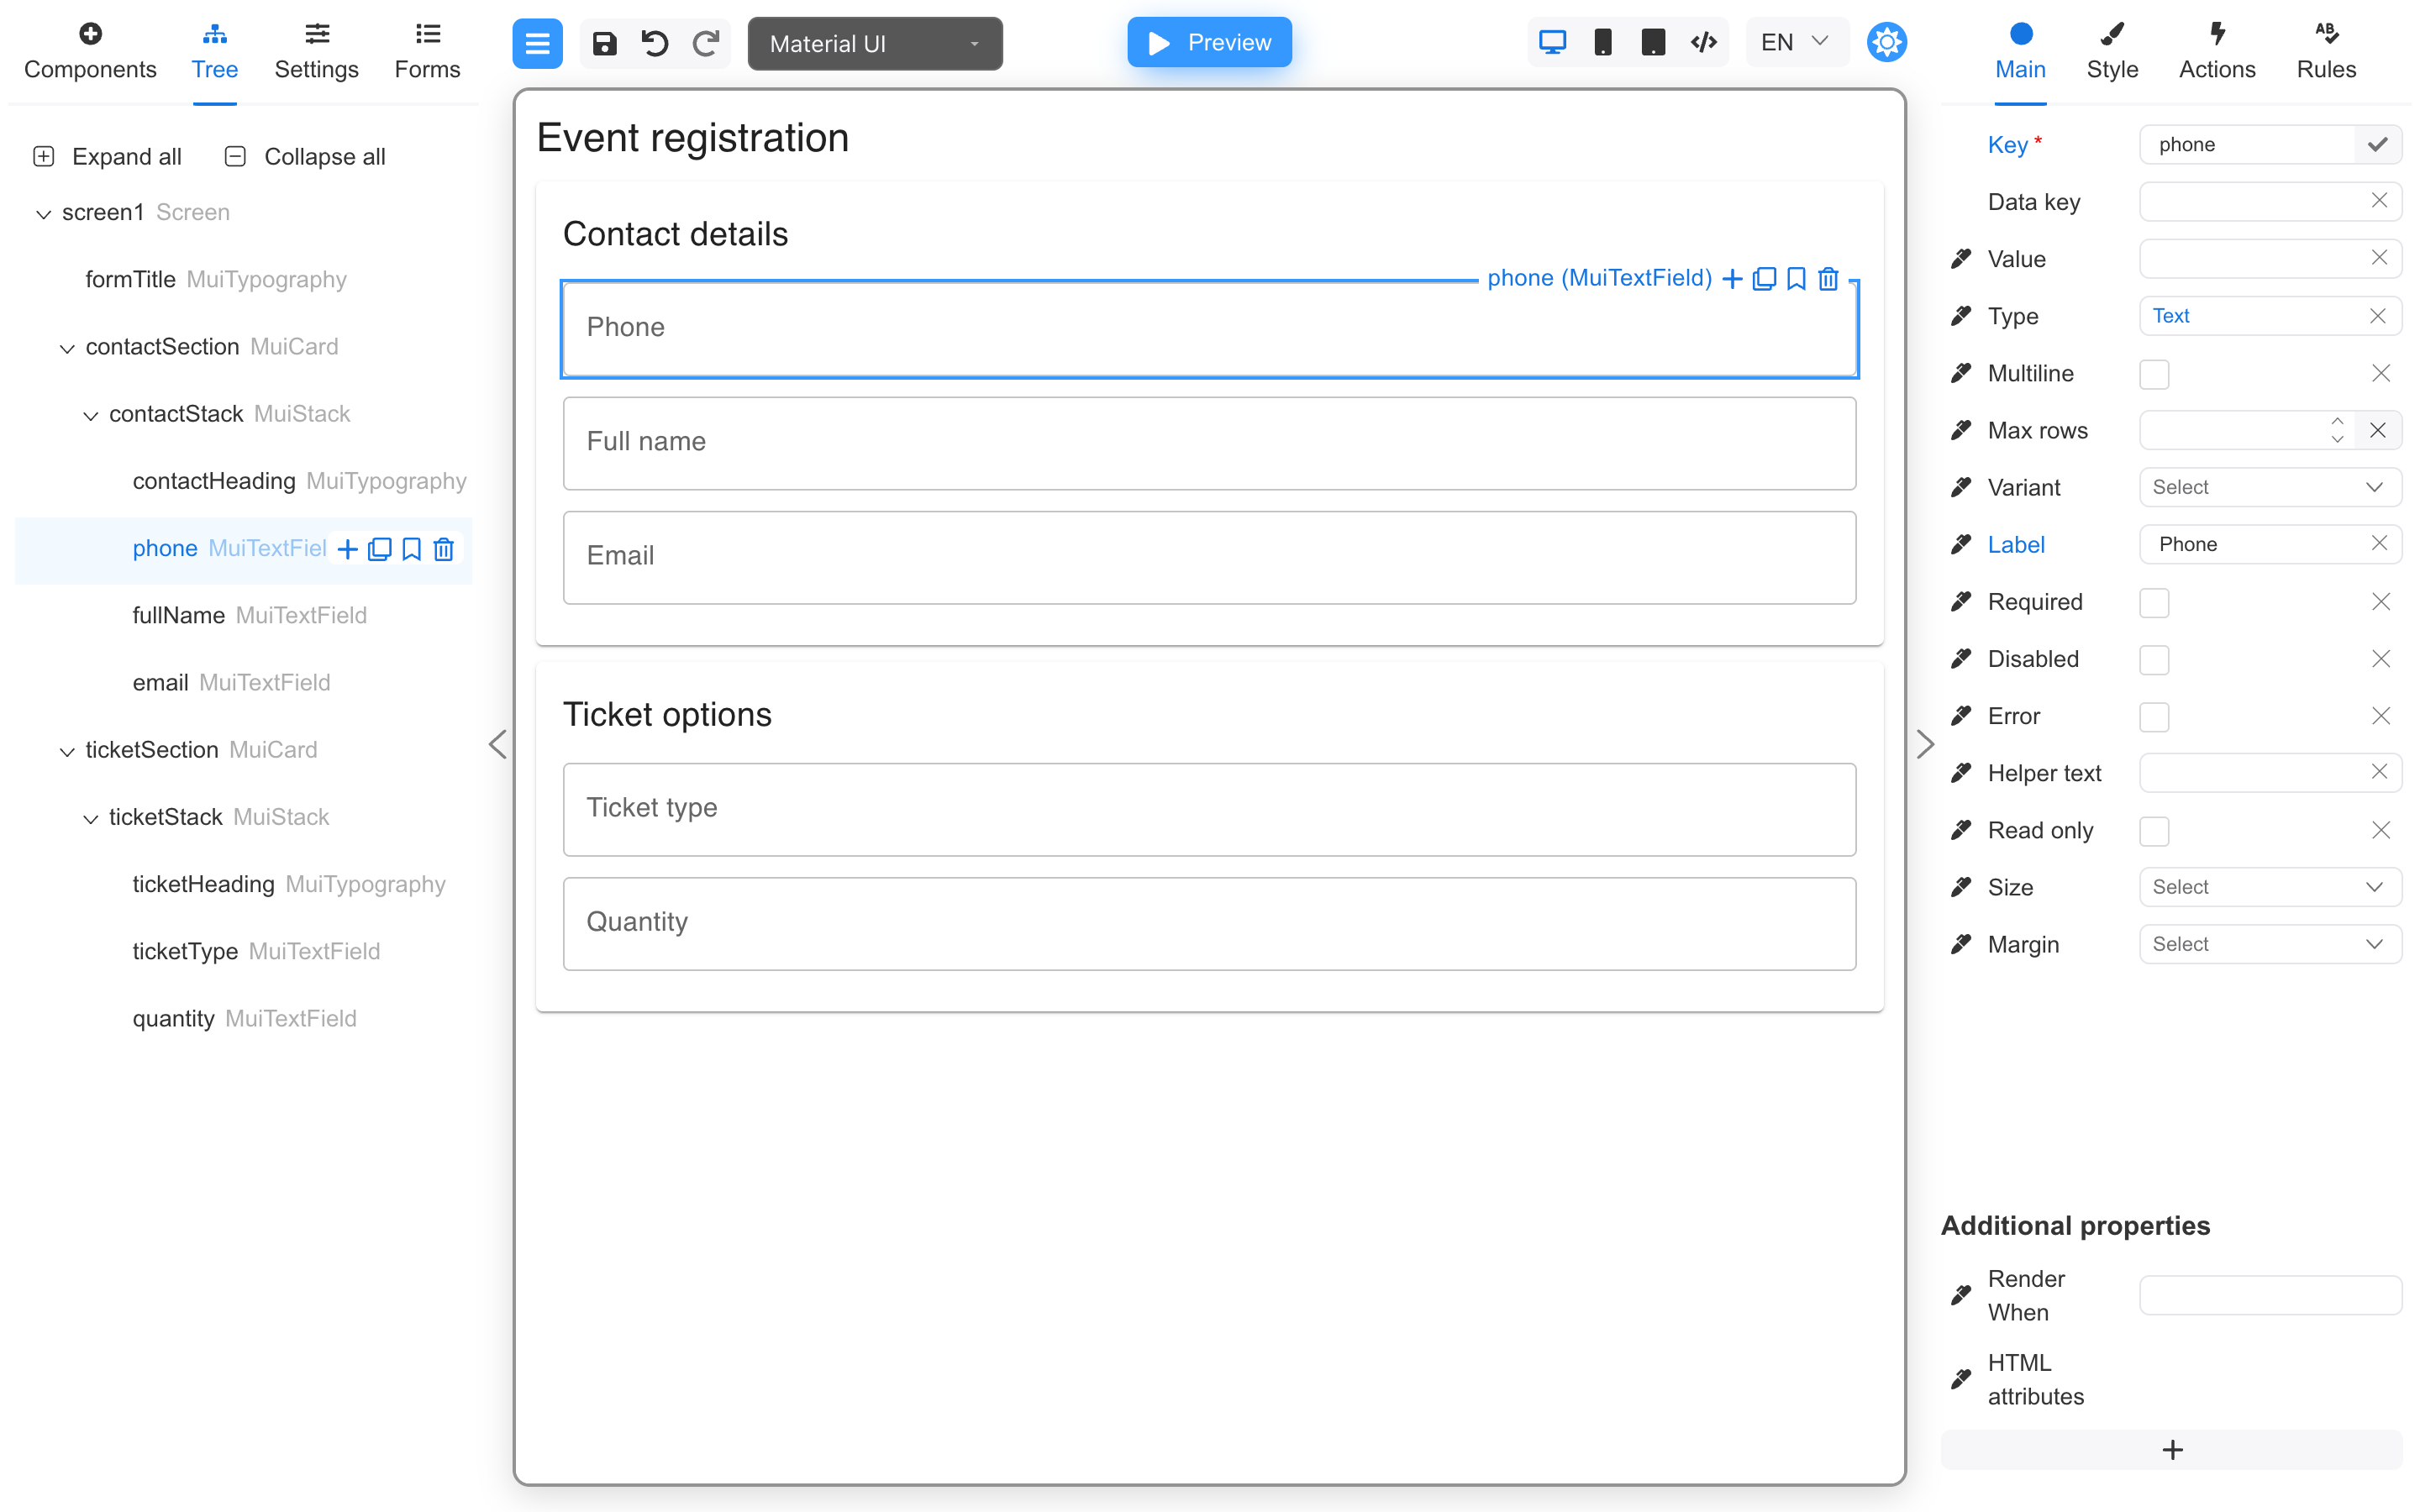 Components
Tree
Settings
Forms
Material UI
Preview
EN
Main
Style
Actions
Rules
Expand all
Collapse all
screen1 Screen
formTitle MuiTypography
contactSection MuiCard
contactStack MuiStack
contactHeading MuiTypography
phone MuiTextFiel
fullName MuiTextField
email MuiTextField
ticketSection MuiCard
ticketStack MuiStack
ticketHeading MuiTypography
ticketType MuiTextField
quantity MuiTextField
Event registration
Contact details
phone (MuiTextField)
Phone
Full name
Email
Ticket options
Ticket type
Quantity
Key * phone
Data key
Value
Type Text
Multiline
Max rows
Variant Select
Label Phone
Required
Disabled
Error
Helper text
Read only
Size Select
Margin Select
Additional properties
Render
When
HTML
attributes